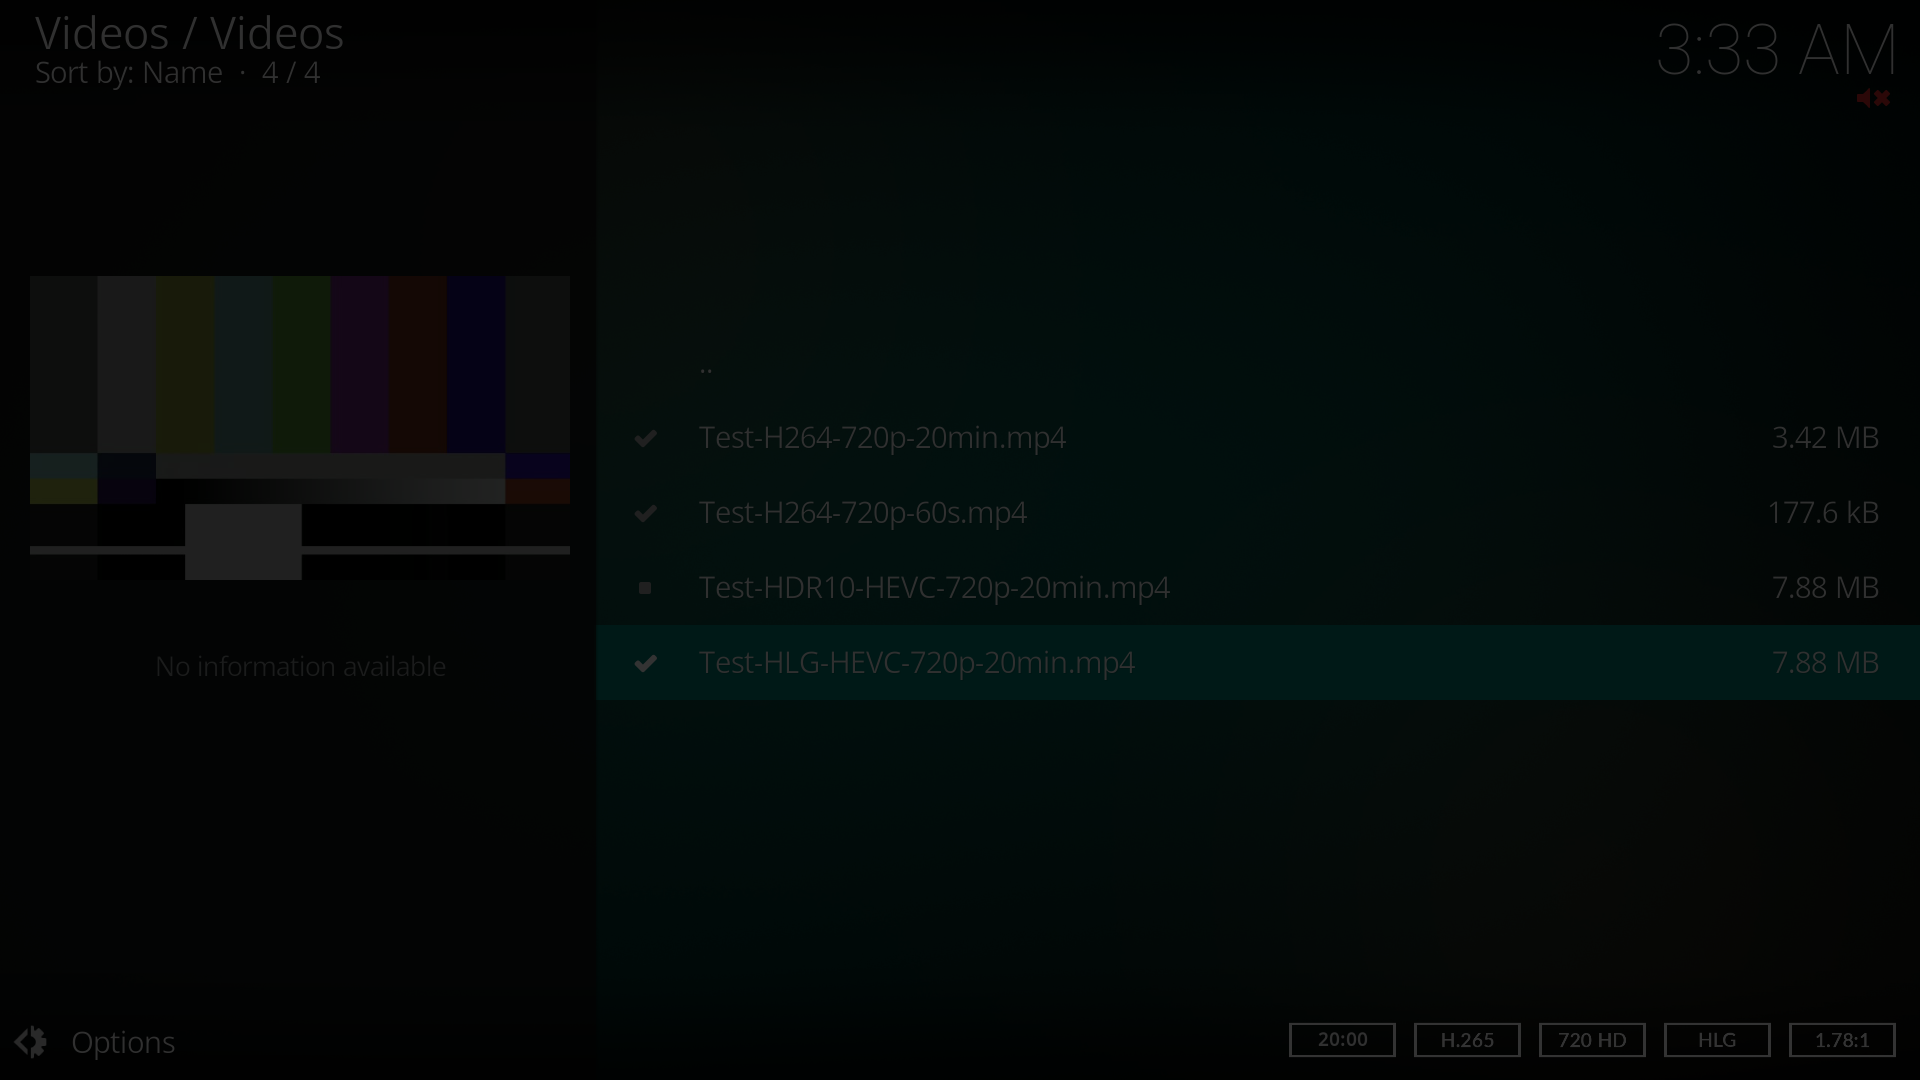 Videos / Videos
Sort by: Name · 4 / 4
3:33 AM
..
Test-H264-720p-20min.mp4 3.42 MB
Test-H264-720p-60s.mp4 177.6 kB
Test-HDR10-HEVC-720p-20min.mp4 7.88 MB
Test-HLG-HEVC-720p-20min.mp4 7.88 MB
No information available
Options
20:00 H.265 720 HD HLG 1.78:1